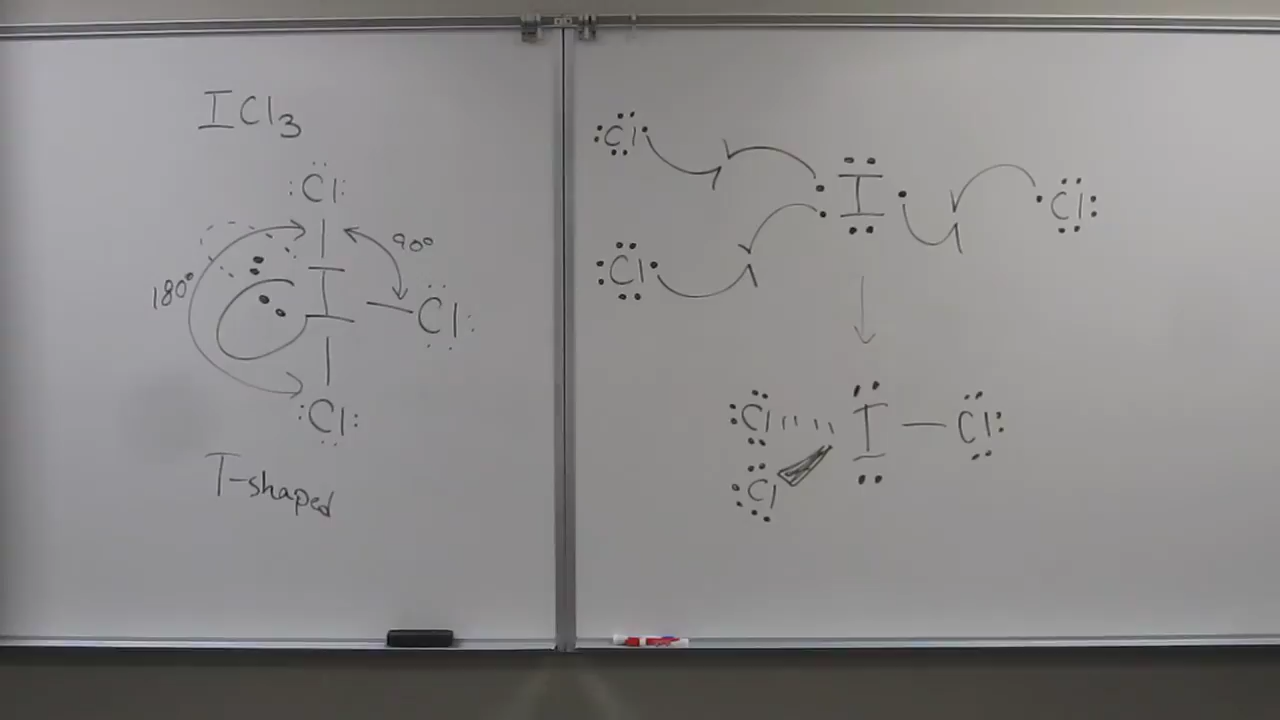 ICl₃
:Cl:
90°
180°
I
Cl:
:Cl:
T-shaped
:Cl·
I
·Cl:
:Cl·
:Cl
I
Cl:
:Cl